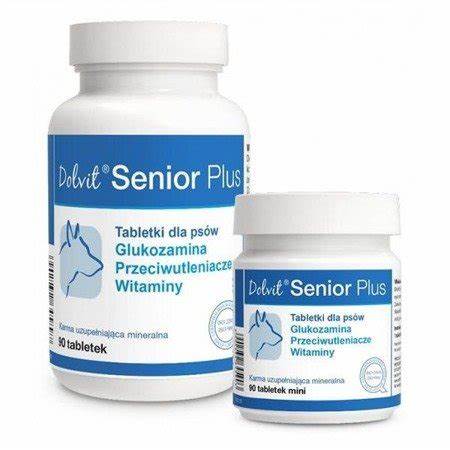 Dolvit® Senior Plus
Tabletki dla psów
Glukozamina
Przeciwutleniacze
Witaminy
Karma uzupełniająca mineralna
90 tabletek
Dolvit® Senior Plus
Tabletki dla psów
Glukozamina
Przeciwutleniacze
Witaminy
Karma uzupełniająca mineralna
90 tabletek mini